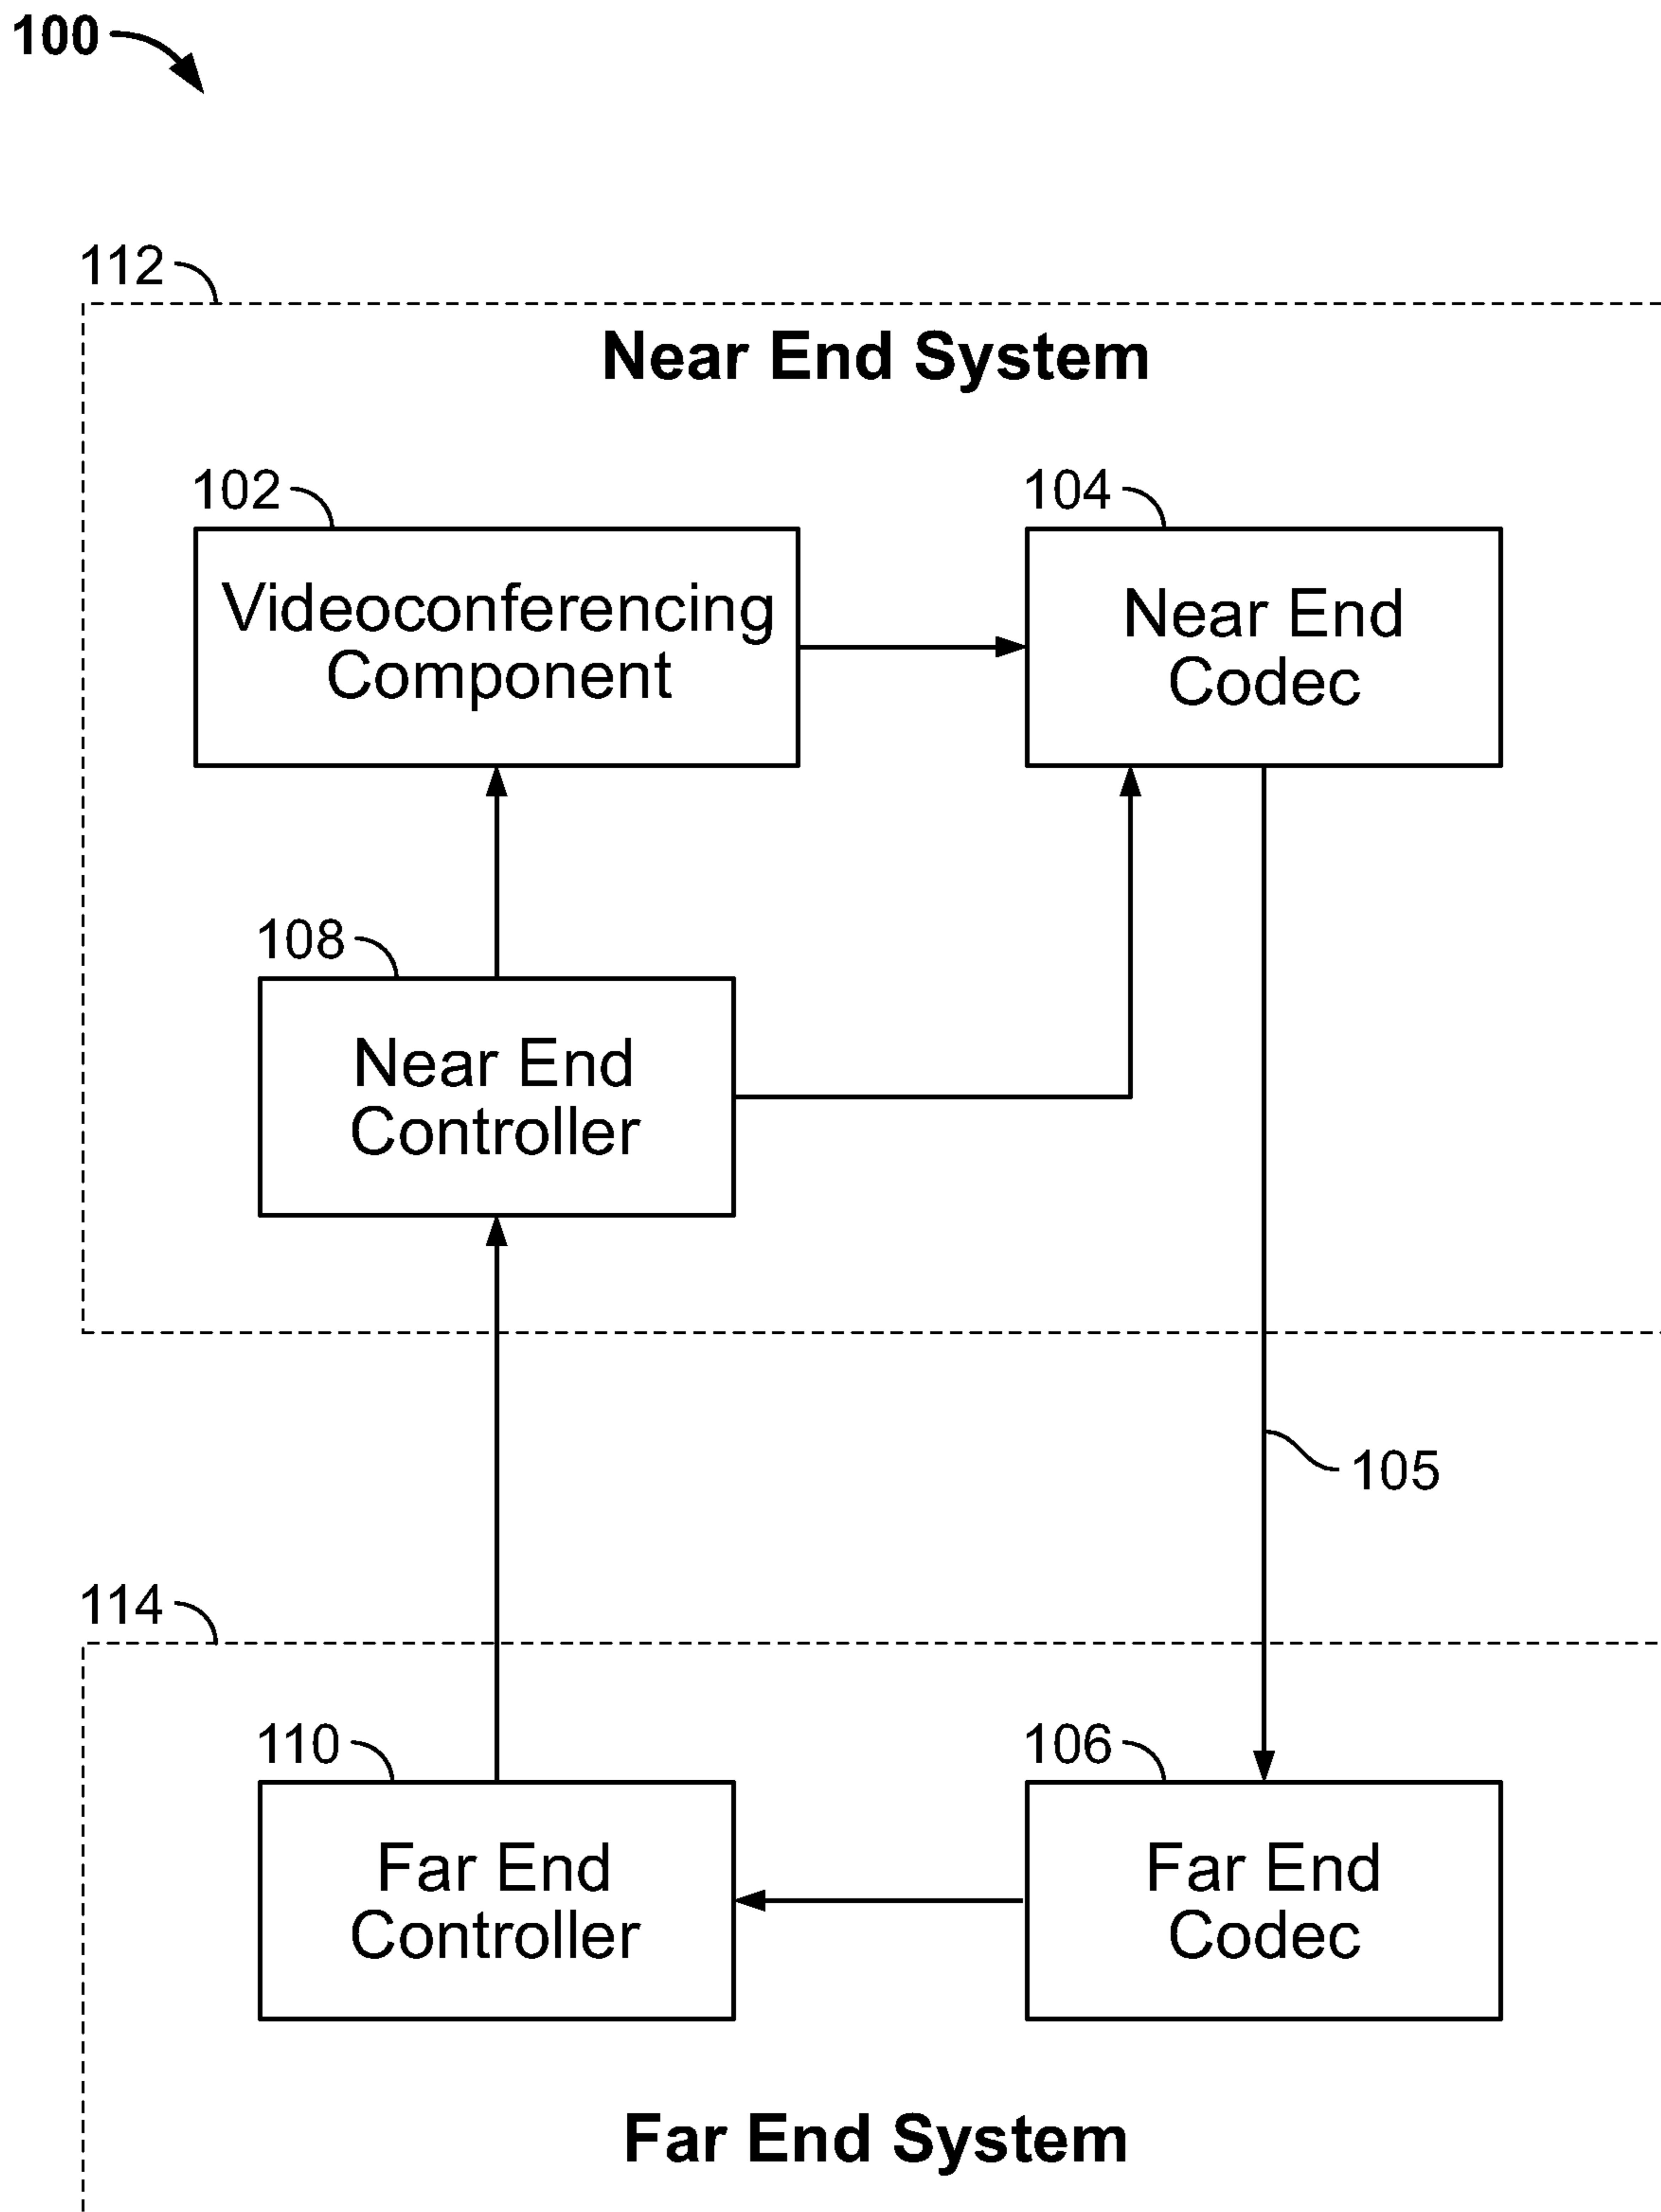 100
112
Near End System
102
104
Videoconferencing
Component
Near End
Codec
108
Near End
Controller
105
114
110
106
Far End
Controller
Far End
Codec
Far End System